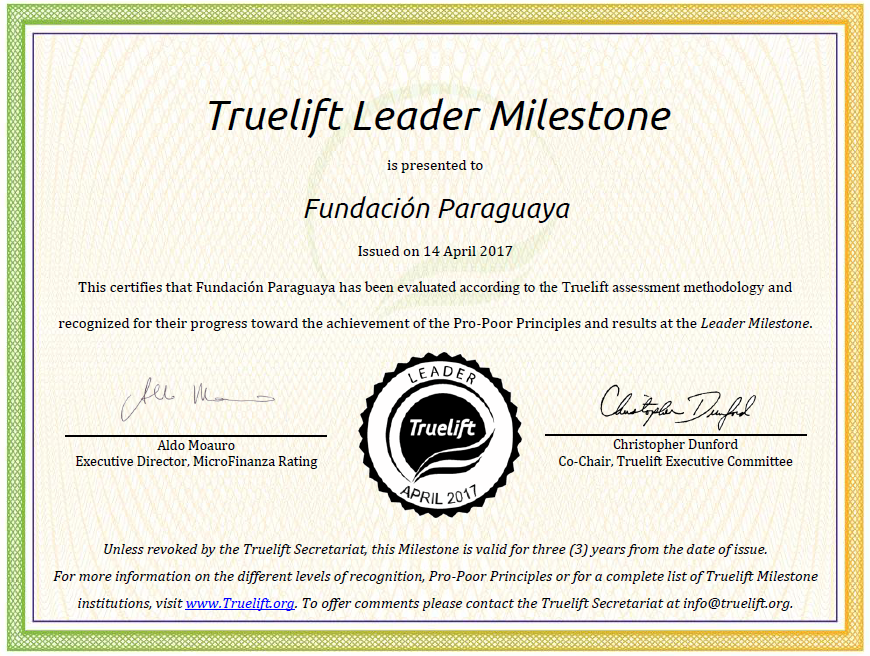 Truelift Leader Milestone
is presented to
Fundación Paraguaya
Issued on 14 April 2017
This certifies that Fundación Paraguaya has been evaluated according to the Truelift assessment methodology and
recognized for their progress toward the achievement of the Pro-Poor Principles and results at the Leader Milestone.
Aldo Moauro
Executive Director, MicroFinanza Rating
LEADER
Truelift
APRIL 2017
Christopher Dunford
Christopher Dunford
Co-Chair, Truelift Executive Committee
Unless revoked by the Truelift Secretariat, this Milestone is valid for three (3) years from the date of issue.
For more information on the different levels of recognition, Pro-Poor Principles or for a complete list of Truelift Milestone
institutions, visit www.Truelift.org. To offer comments please contact the Truelift Secretariat at info@truelift.org.